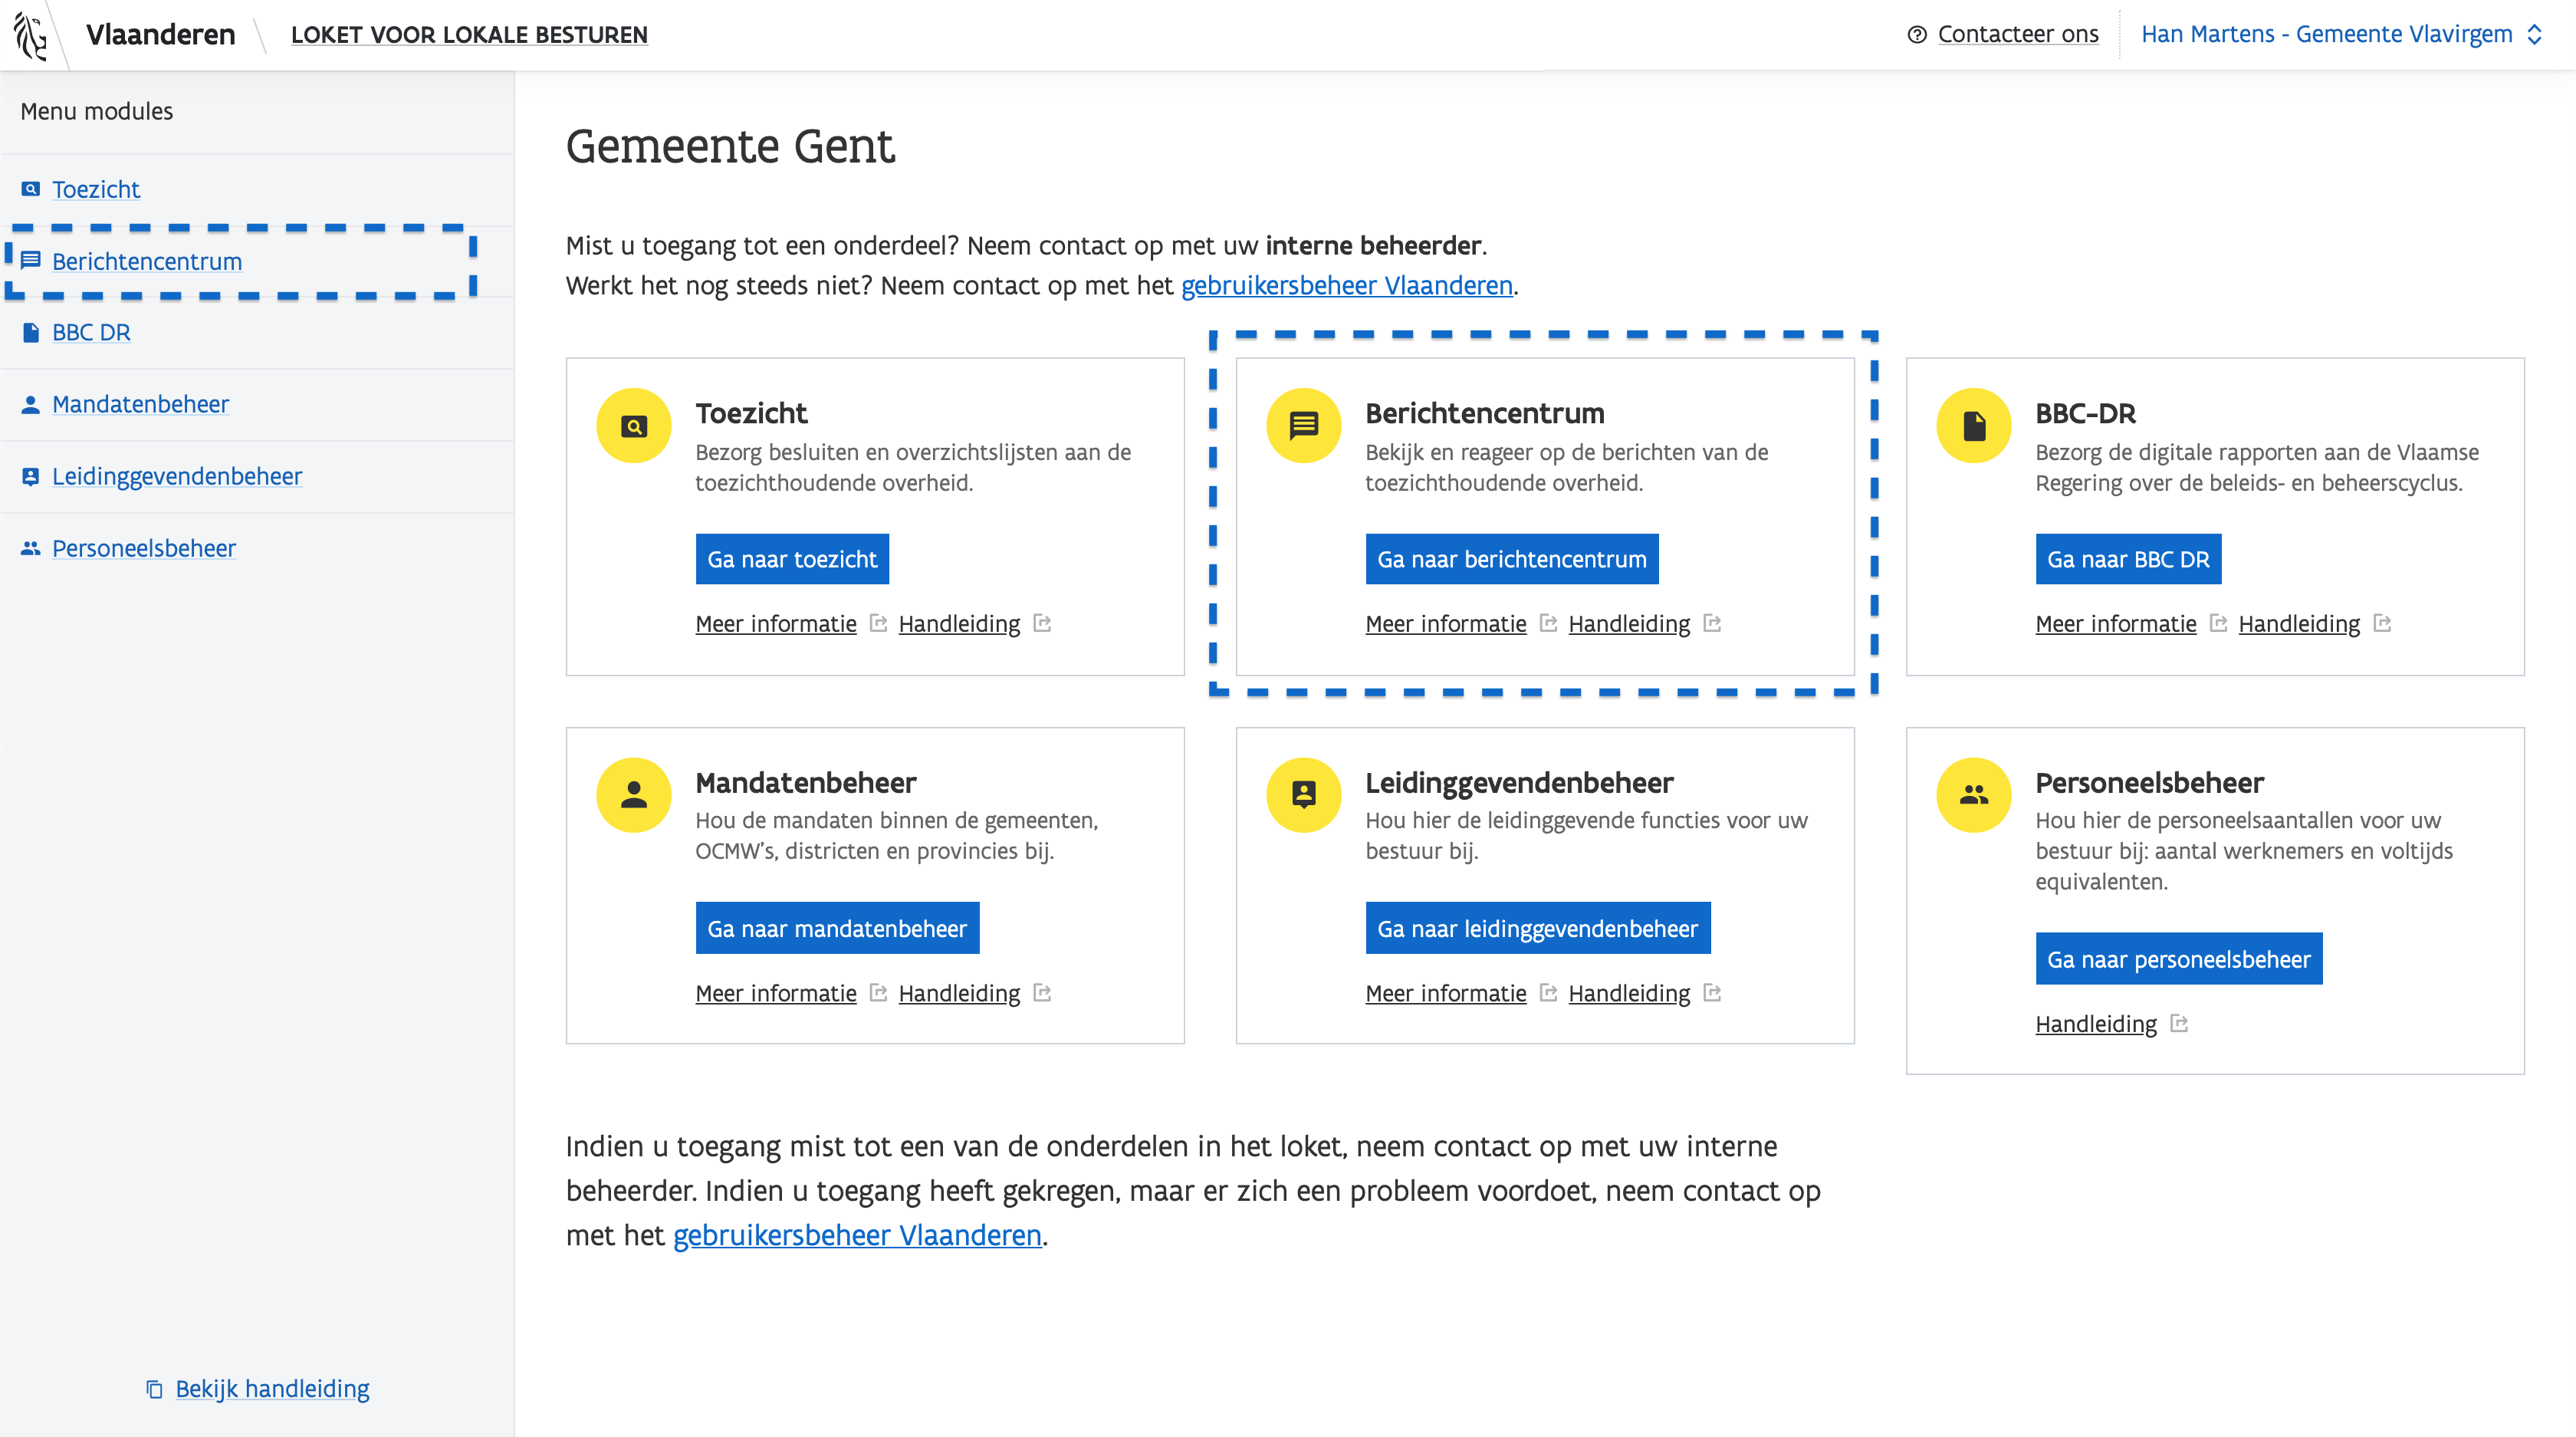 Vlaanderen
LOKET VOOR LOKALE BESTUREN
Contacteer ons
Han Martens - Gemeente Vlavirgem
Menu modules
Toezicht
Berichtencentrum
BBC DR
Mandatenbeheer
Leidinggevendenbeheer
Personeelsbeheer
Bekijk handleiding
Gemeente Gent
Mist u toegang tot een onderdeel? Neem contact op met uw interne beheerder.
Werkt het nog steeds niet? Neem contact op met het gebruikersbeheer Vlaanderen.
Toezicht
Bezorg besluiten en overzichtslijsten aan de
toezichthoudende overheid.
Ga naar toezicht
Meer informatie Handleiding
Berichtencentrum
Bekijk en reageer op de berichten van de
toezichthoudende overheid.
Ga naar berichtencentrum
Meer informatie Handleiding
BBC-DR
Bezorg de digitale rapporten aan de Vlaamse
Regering over de beleids- en beheerscyclus.
Ga naar BBC DR
Meer informatie Handleiding
Mandatenbeheer
Hou de mandaten binnen de gemeenten,
OCMW's, districten en provincies bij.
Ga naar mandatenbeheer
Meer informatie Handleiding
Leidinggevendenbeheer
Hou hier de leidinggevende functies voor uw
bestuur bij.
Ga naar leidinggevendenbeheer
Meer informatie Handleiding
Personeelsbeheer
Hou hier de personeelsaantallen voor uw
bestuur bij: aantal werknemers en voltijds
equivalenten.
Ga naar personeelsbeheer
Handleiding
Indien u toegang mist tot een van de onderdelen in het loket, neem contact op met uw interne
beheerder. Indien u toegang heeft gekregen, maar er zich een probleem voordoet, neem contact op
met het gebruikersbeheer Vlaanderen.